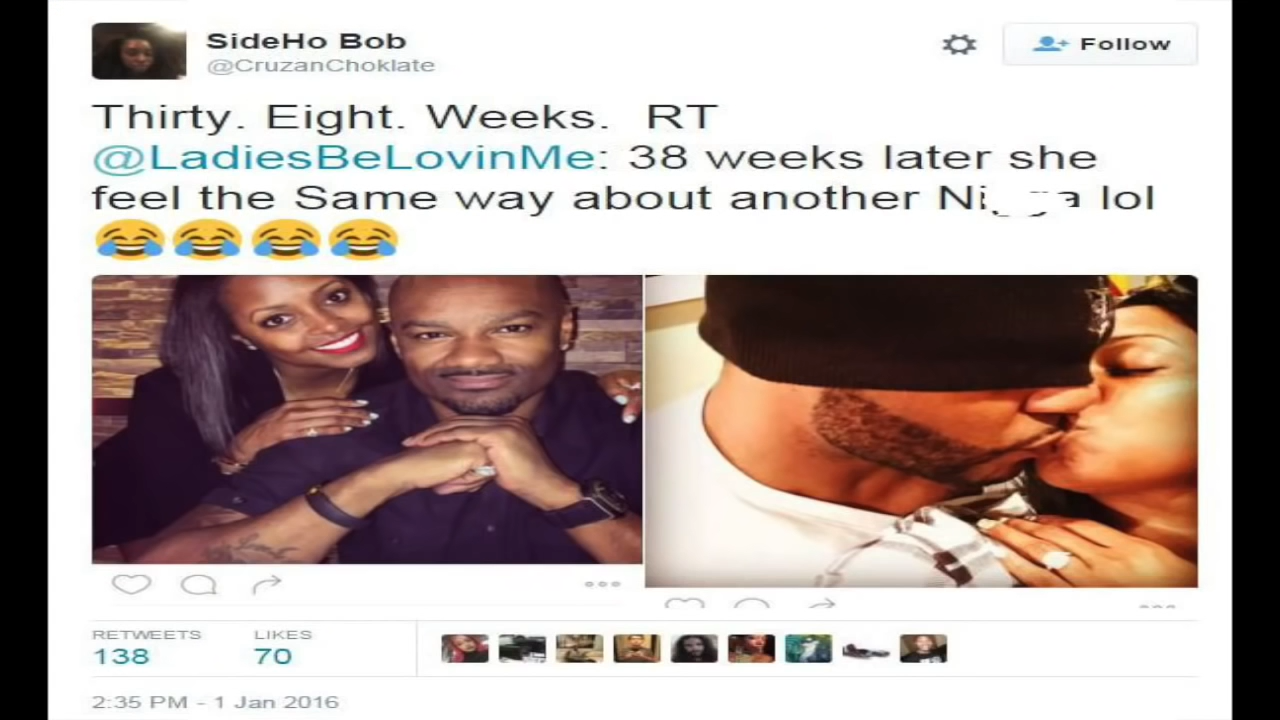 SideHo Bob
@CruzanChoklate
Follow
Thirty. Eight. Weeks. RT
@LadiesBeLovinMe: 38 weeks later she
feel the Same way about another lol
😂😂😂😂
RETWEETS LIKES
138 70
2:35 PM - 1 Jan 2016